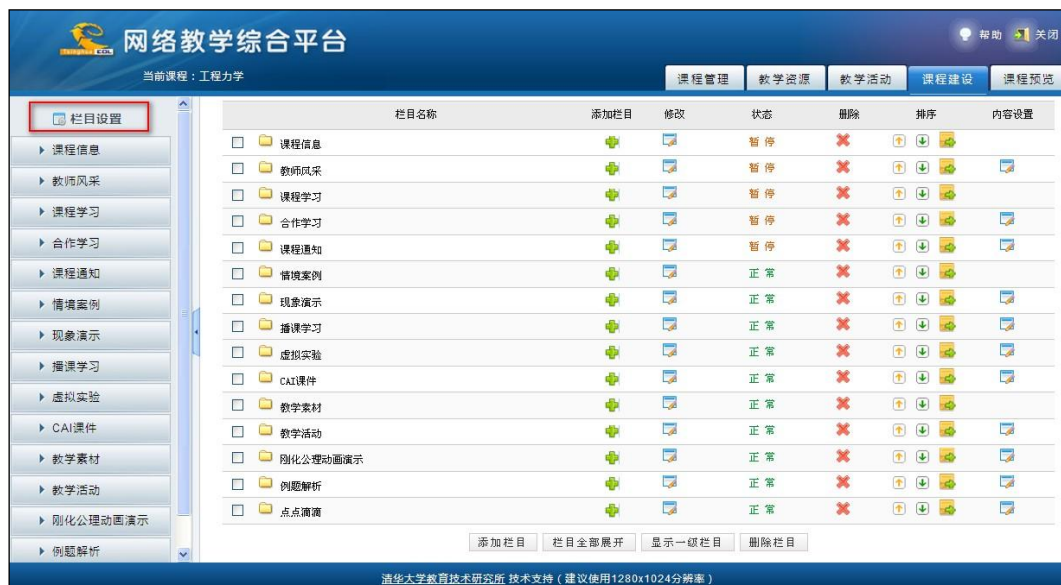 网络教学综合平台
帮助 关闭
当前课程：工程力学
课程管理 教学资源 教学活动 课程建设 课程预览
栏目设置
课程信息
教师风采
课程学习
合作学习
课程通知
情境案例
现象演示
播课学习
虚拟实验
CAI课件
教学素材
教学活动
刚化公理动画演示
例题解析
栏目名称 添加栏目 修改 状态 删除 排序 内容设置
课程信息 暂停
教师风采 暂停
课程学习 暂停
合作学习 暂停
课程通知 暂停
情境案例 正常
现象演示 正常
播课学习 正常
虚拟实验 正常
CAI课件 正常
教学素材 正常
教学活动 正常
刚化公理动画演示 正常
例题解析 正常
点点滴滴 正常
添加栏目 栏目全部展开 显示一级栏目 删除栏目
清华大学教育技术研究所 技术支持（建议使用1280x1024分辨率）